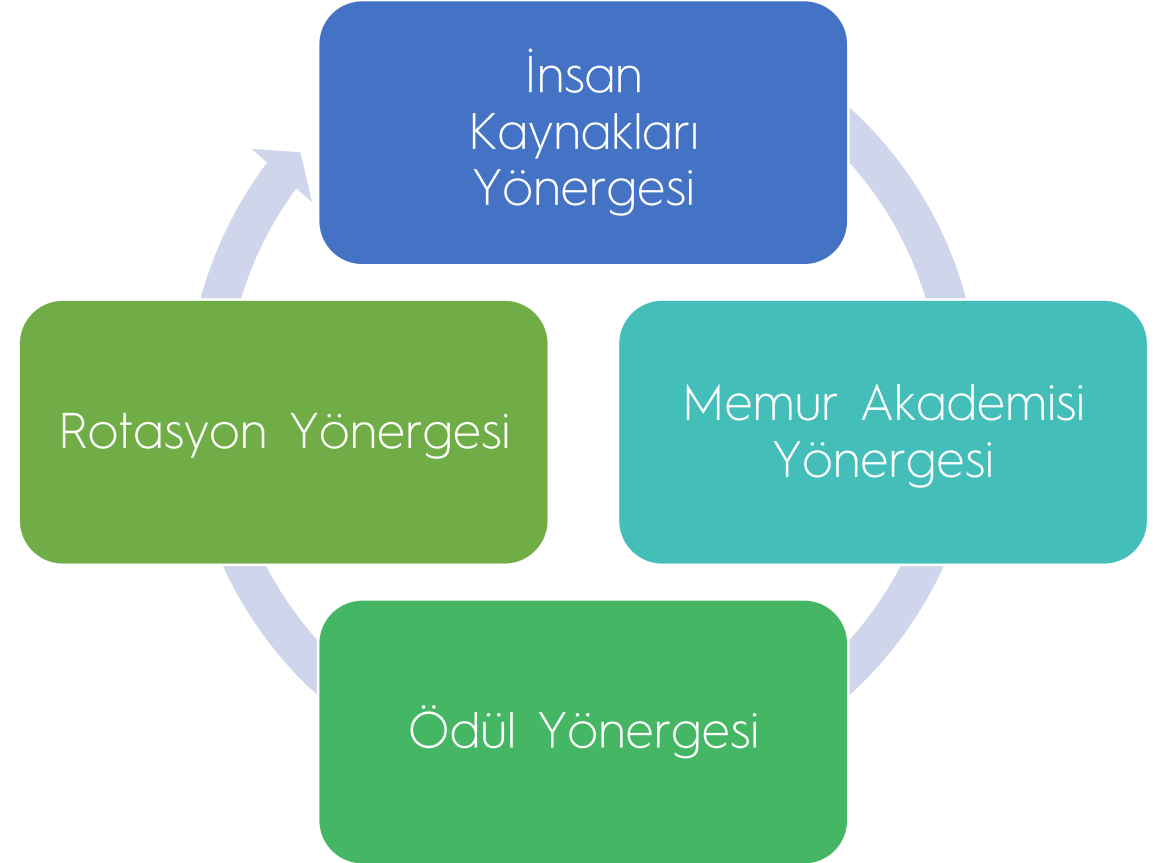 İnsan
Kaynakları
Yönergesi
Memur Akademisi
Yönergesi
Ödül Yönergesi
Rotasyon Yönergesi